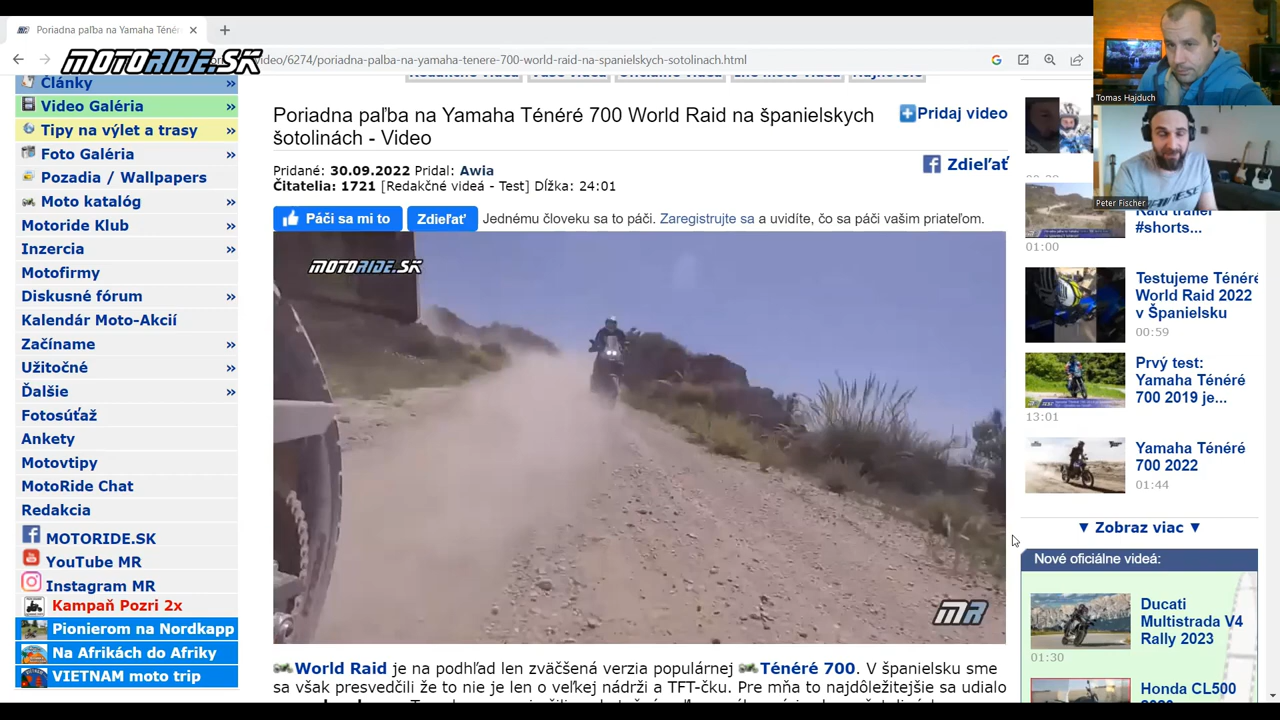 Poriadna paľba na Yamaha Ténér
MOTORIDE.SK
video/6274/poriadna-palba-na-yamaha-tenere-700-world-raid-na-spanielskych-sotolinach.html
Tomas Hajduch
Peter Fischer
Články »
Video Galéria »
Tipy na výlet a trasy »
Foto Galéria »
Pozadia / Wallpapers
Moto katalóg »
Motoride Klub »
Inzercia »
Motofirmy
Diskusné fórum »
Kalendár Moto-Akcií
Začíname »
Užitočné »
Ďalšie »
Fotosúťaž
Ankety
Motovtipy
MotoRide Chat
Redakcia
MOTORIDE.SK
YouTube MR
Instagram MR
Kampaň Pozri 2x
Pionierom na Nordkapp
Na Afrikách do Afriky
VIETNAM moto trip
Poriadna paľba na Yamaha Ténéré 700 World Raid na španielskych
šotolinách - Video
Pridaj video
Pridané: 30.09.2022 Pridal: Awia
Zdieľať
Čitatelia: 1721 [Redakčné videá - Test] Dĺžka: 24:01
Páči sa mi to
Zdieľať
Jednému človeku sa to páči. Zaregistrujte sa a uvidíte, čo sa páči vašim priateľom.
MOTORIDE.SK
MR
World Raid je na podhľad len zväčšená verzia populárnej Ténéré 700. V španielsku sme
sa však presvedčili že to nie je len o veľkej nádrži a TFT-čku. Pre mňa to najdôležitejšie sa udialo
Raid trailer
#shorts...
01:00
Testujeme Ténéré
World Raid 2022
v Španielsku
00:59
Prvý test:
Yamaha Ténéré
700 2019 je...
13:01
Yamaha Ténéré
700 2022
01:44
▼ Zobraz viac ▼
Nové oficiálne videá:
Ducati
Multistrada V4
Rally 2023
01:30
Honda CL500